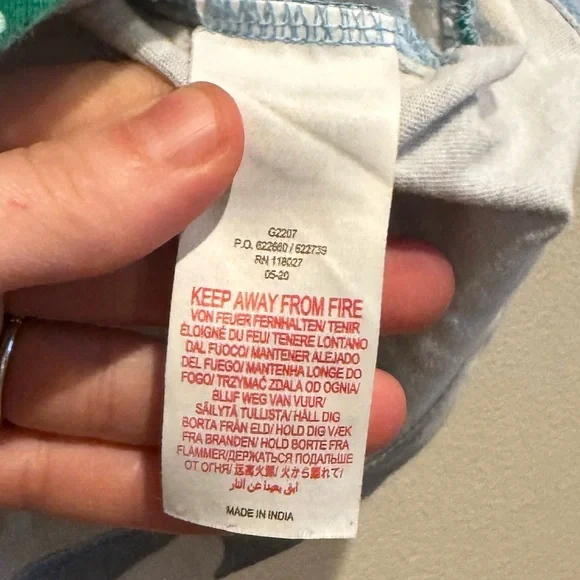 G2207
P.O. 622660 / 622739
RN 118027
05-20
KEEP AWAY FROM FIRE
VON FEUER FERNHALTEN/ TENIR
ÉLOIGNÉ DU FEU/ TENERE LONTANO
DAL FUOCO/ MANTENER ALEJADO
DEL FUEGO/ MANTENHA LONGE DO
FOGO/ TRZYMAĆ ZDALA OD OGNIA/
BLIJF WEG VAN VUUR/
SÄILYTÄ TULLISTA/ HÅLL DIG
BORTA FRÅN ELD/ HOLD DIG VÆK
FRA BRANDEN/ HOLD BORTE FRA
FLAMMER/ДЕРЖАТЬСЯ ПОДАЛЬШЕ
ОТ ОГНЯ/ 远离火源/ 火から離れて/
أبق بعيدا عن النار
MADE IN INDIA